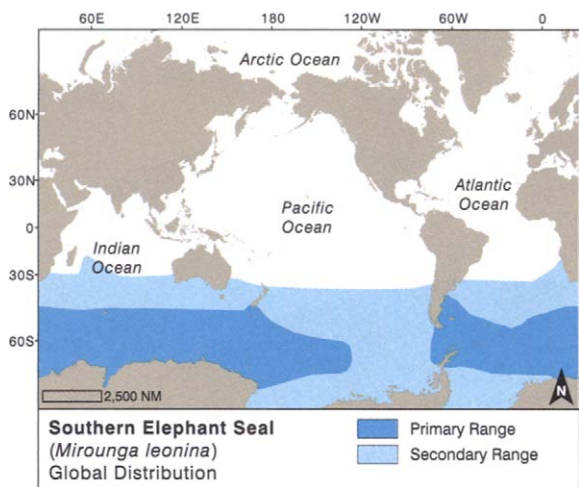 60E 120E 180 120W 60W 0
Arctic Ocean
60N
30N
Atlantic
Ocean
Pacific
Ocean
0
Indian
Ocean
30S
60S
2,500 NM
N
Southern Elephant Seal
(Mirounga leonina)
Global Distribution
Primary Range
Secondary Range